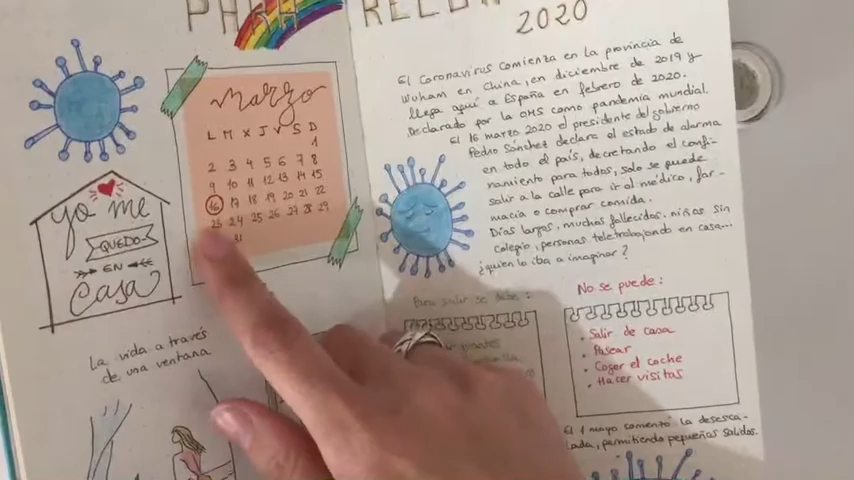 2020
Marzo
L M X J V S D
1
2 3 4 5 6 7 8
9 10 11 12 13 14 15
16 17 18 19 20 21 22
23 24 25 26 27 28 29
31
yo me
QUEDO
EN
Casa
La vida a través
de una ventana
El Coronavirus comienza en la provincia de
Wuham en China, en diciembre de 2019 y
llega aquí a España en febrero de 2020.
Declarado por la OMS como pandemia mundial.
El 16 marzo 2020 el presidente del gobierno
Pedro Sánchez declara el estado de alarma
en todo el país, decretando el confi-
namiento para todos, solo se puede
salir a la calle para ir al médico, far-
macia o comprar comida.
Días largos, muchos fallecidos, niños sin
colegio, personas teletrabajando en casa...
¿quien lo iba a imaginar?
Para salir se debe:
guantes
No se puede:
· Salir de casa
· Pasear
· Coger el coche
· Hacer visitas
El 1 mayo comentó la desesca-
lada, permitiendo pequeñas salidas.